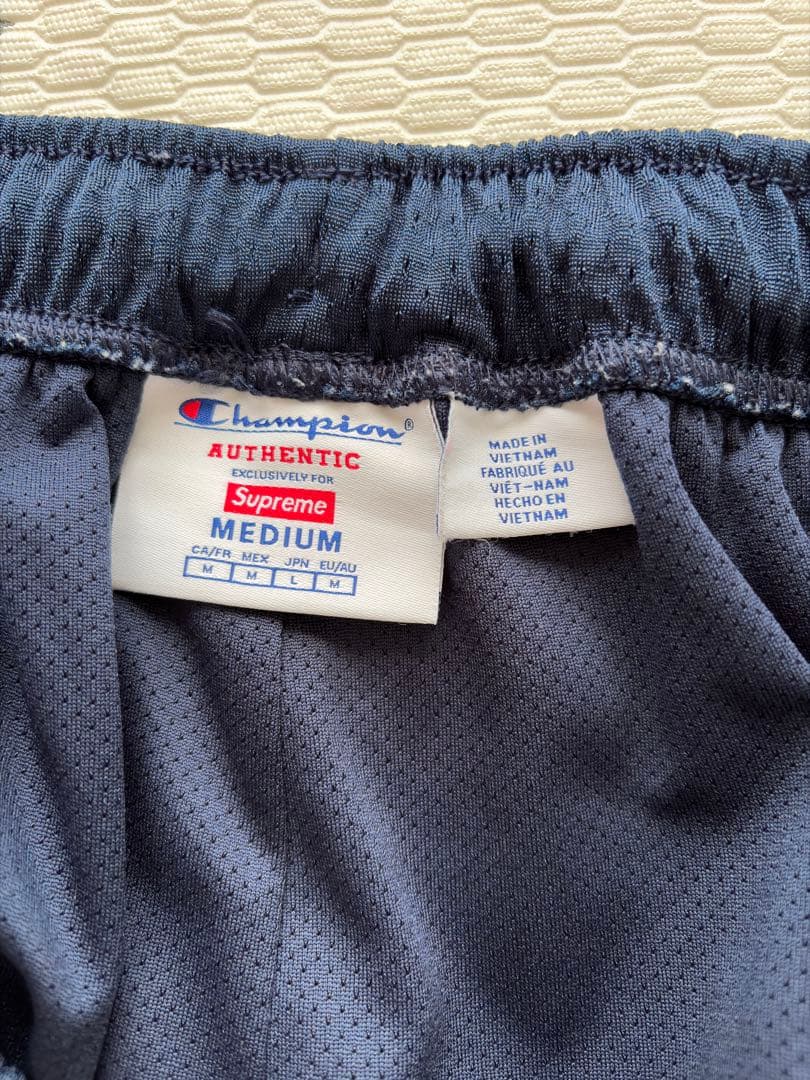 Champion®
AUTHENTIC
EXCLUSIVELY FOR
Supreme
MEDIUM
CA/FR MEX JPN EU/AU
M M L M
MADE IN
VIETNAM
FABRIQUÉ AU
VIÊT-NAM
HECHO EN
VIETNAM